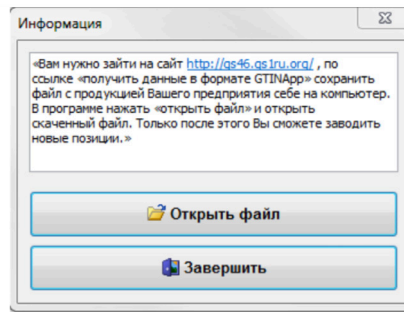 Информация
«Вам нужно зайти на сайт http://gs46.gs1ru.org/ , по
ссылке «получить данные в формате GTINApp» сохранить
файл с продукцией Вашего предприятия себе на компьютер.
В программе нажать «открыть файл» и открыть
скаченный файл. Только после этого Вы сможете заводить
новые позиции.»
Открыть файл
Завершить